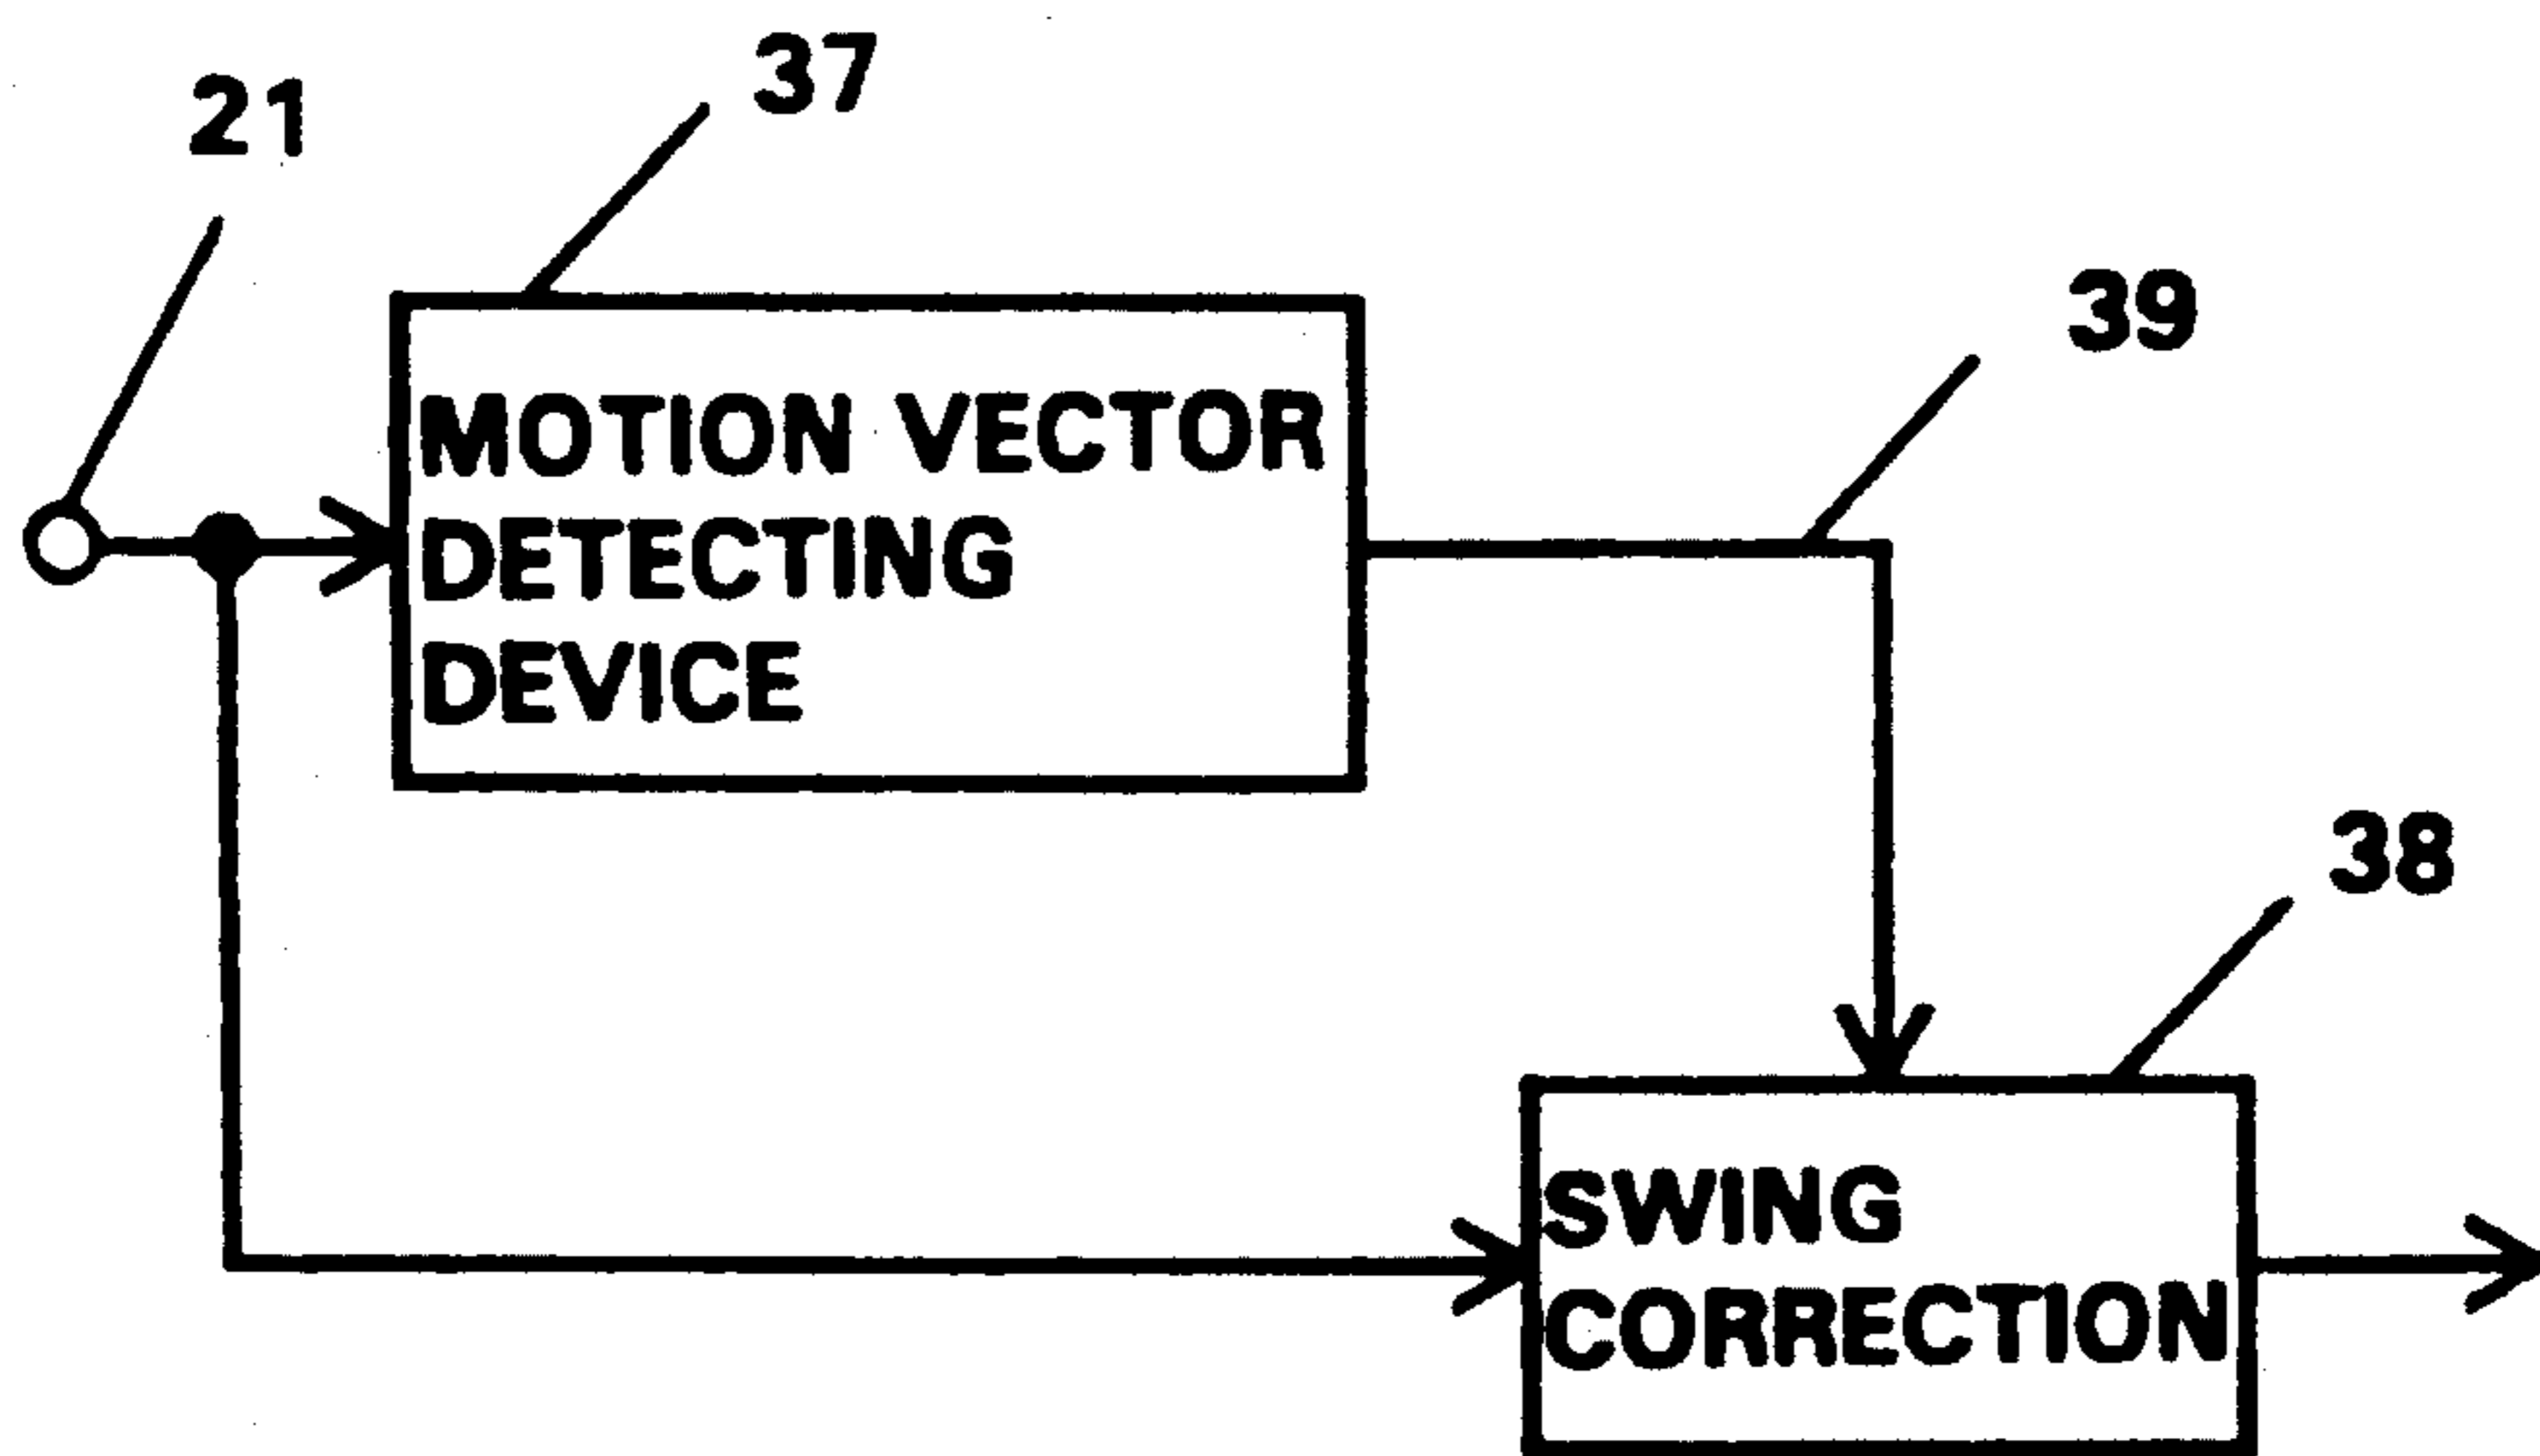 21
37
MOTION VECTOR
DETECTING
DEVICE
39
38
SWING
CORRECTION